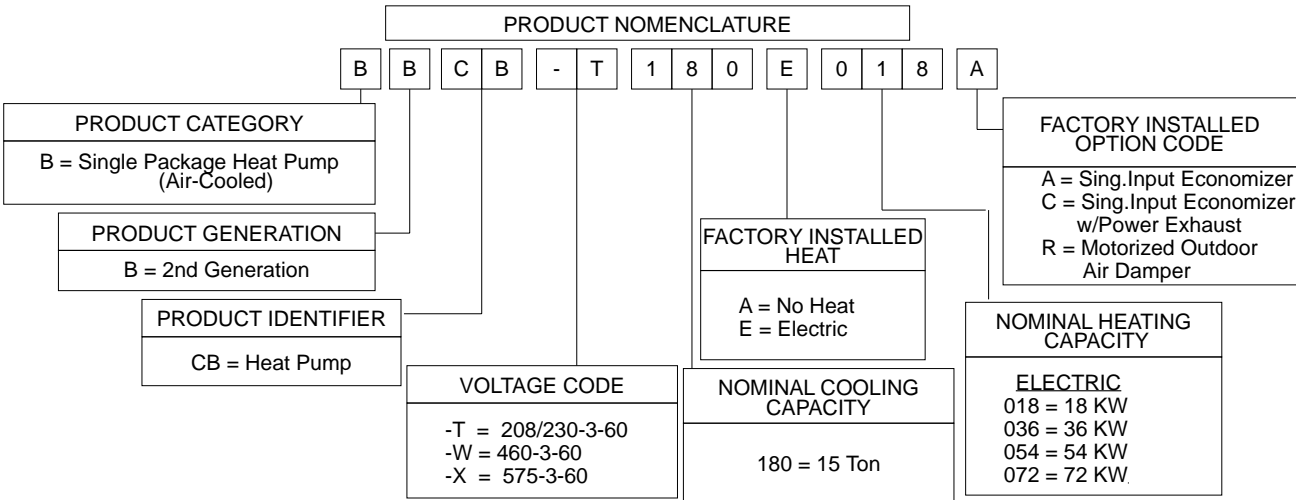 PRODUCT NOMENCLATURE
B B C B - T 1 8 0 E 0 1 8 A
PRODUCT CATEGORY
B = Single Package Heat Pump
(Air-Cooled)
PRODUCT GENERATION
B = 2nd Generation
PRODUCT IDENTIFIER
CB = Heat Pump
VOLTAGE CODE
-T = 208/230-3-60
-W = 460-3-60
-X = 575-3-60
NOMINAL COOLING
CAPACITY
180 = 15 Ton
FACTORY INSTALLED
HEAT
A = No Heat
E = Electric
NOMINAL HEATING
CAPACITY
ELECTRIC
018 = 18 KW
036 = 36 KW
054 = 54 KW
072 = 72 KW
FACTORY INSTALLED
OPTION CODE
A = Sing.Input Economizer
C = Sing.Input Economizer
w/Power Exhaust
R = Motorized Outdoor
Air Damper